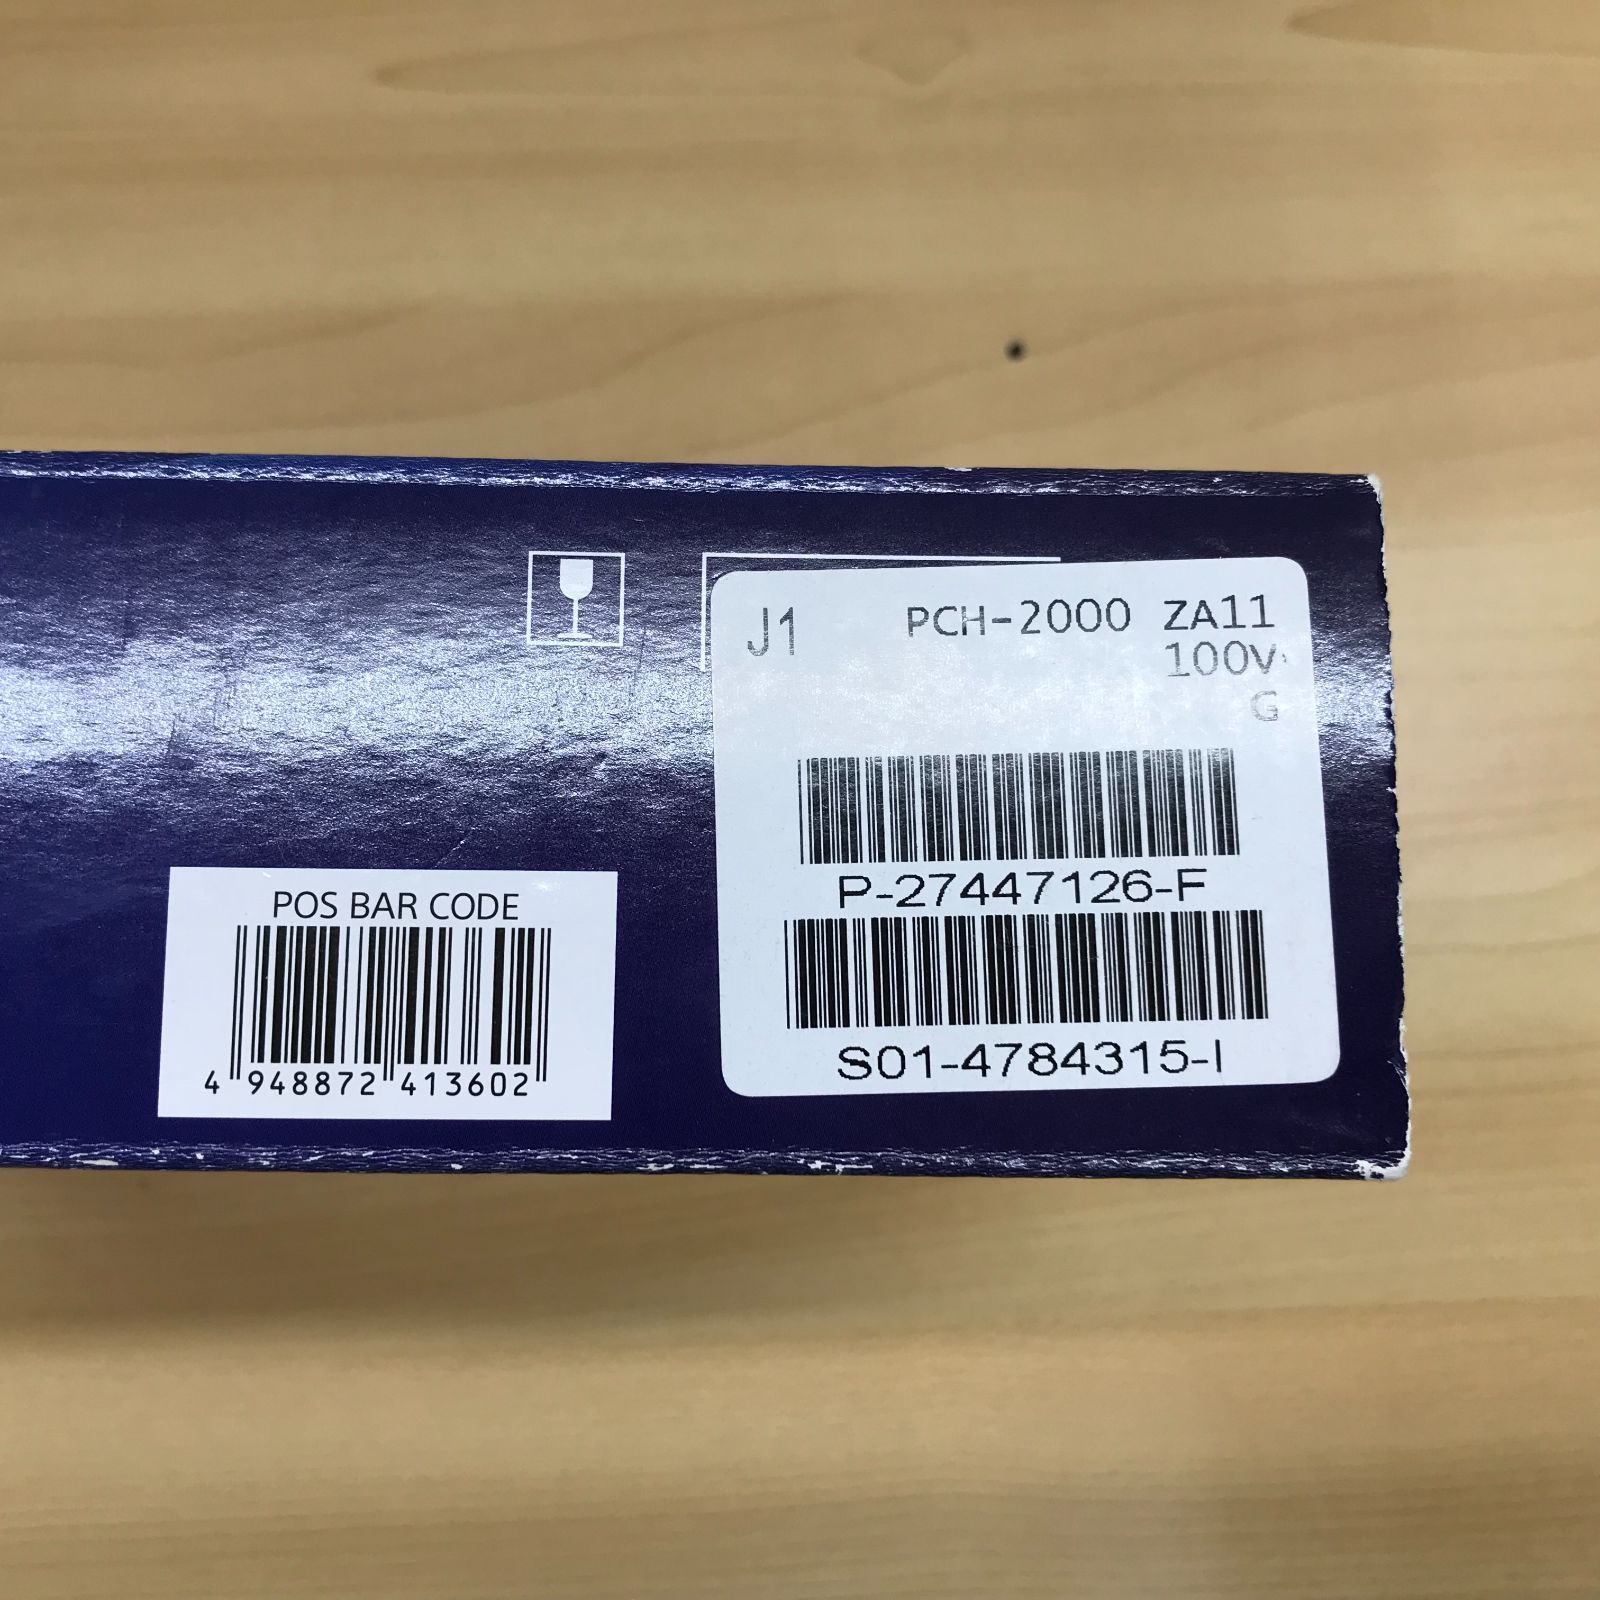 J1 PCH-2000 ZA11
100V
G
P-27447126-F
S01-4784315-I
POS BAR CODE
4 948872 413602